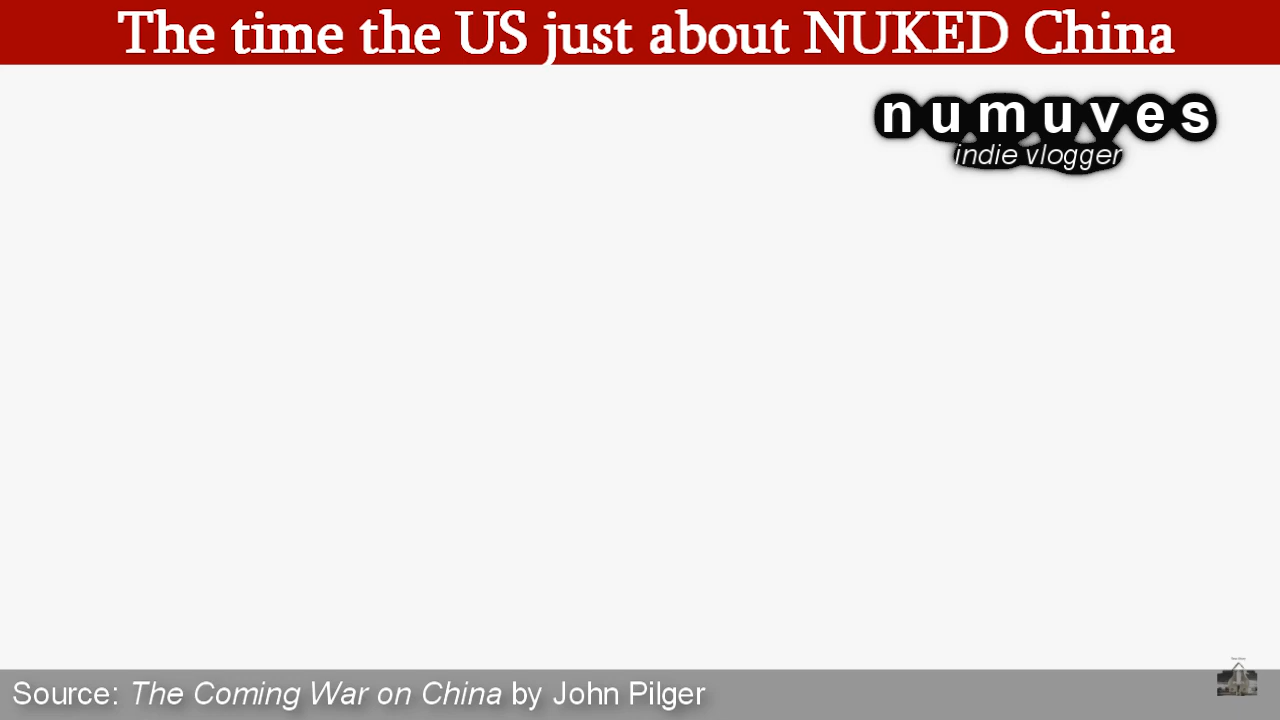 The time the US just about NUKED China
numuves
indie vlogger
Source: The Coming War on China by John Pilger